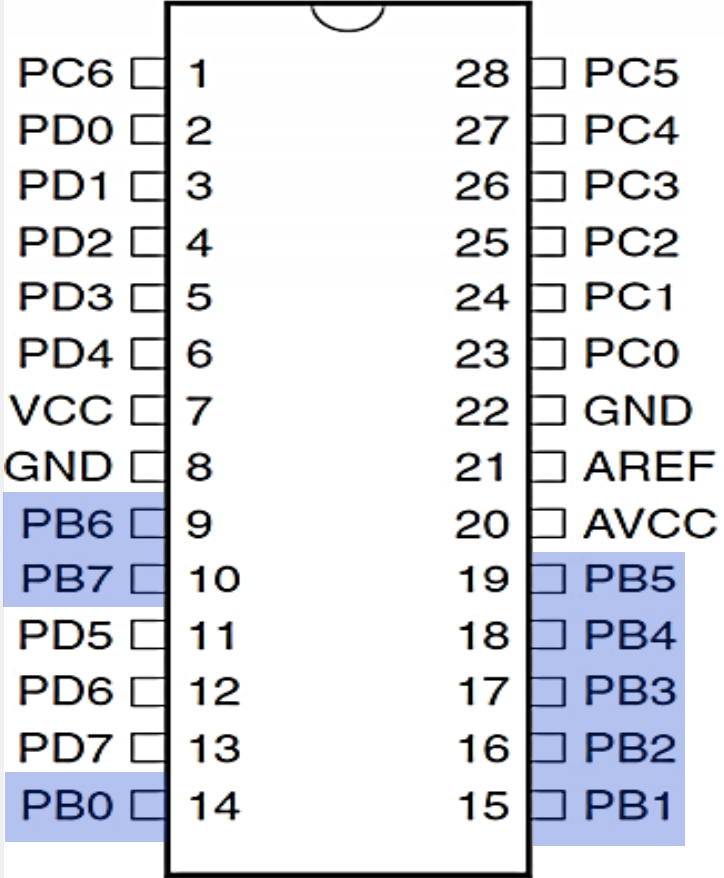 PC6 1 28 PC5
PD0 2 27 PC4
PD1 3 26 PC3
PD2 4 25 PC2
PD3 5 24 PC1
PD4 6 23 PC0
VCC 7 22 GND
GND 8 21 AREF
PB6 9 20 AVCC
PB7 10 19 PB5
PD5 11 18 PB4
PD6 12 17 PB3
PD7 13 16 PB2
PB0 14 15 PB1